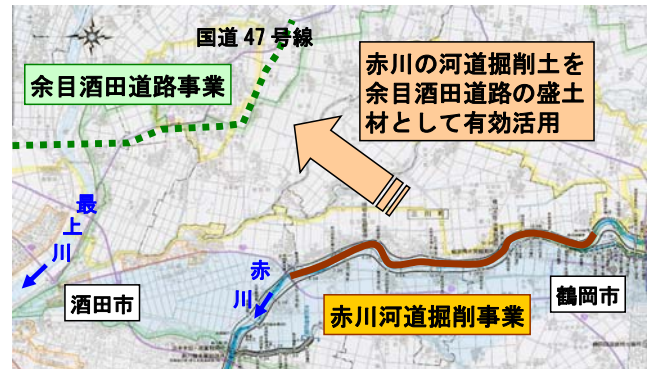 国道47号線
余目酒田道路事業
赤川の河道掘削土を
余目酒田道路の盛土
材として有効活用
最上川
赤川
酒田市
鶴岡市
赤川河道掘削事業